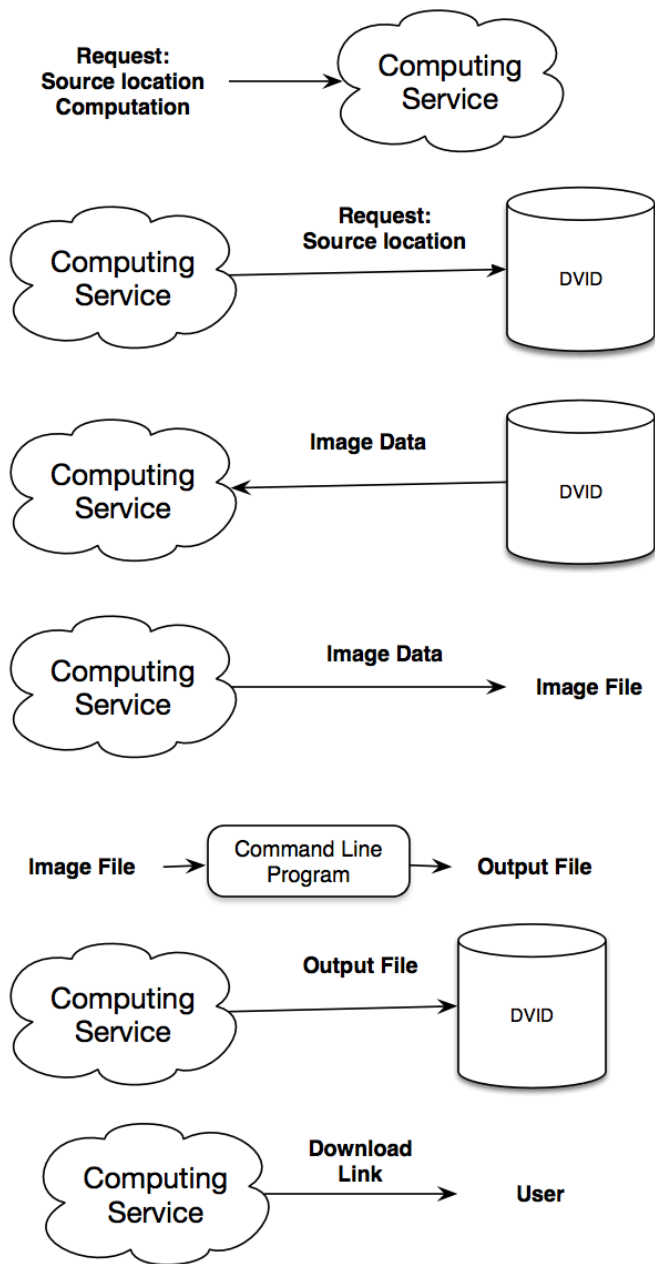 Request:
Source location
Computation
Computing
Service
Computing
Service
Request:
Source location
DVID
Computing
Service
Image Data
DVID
Computing
Service
Image Data
Image File
Image File
Command Line
Program
Output File
Computing
Service
Output File
DVID
Computing
Service
Download
Link
User